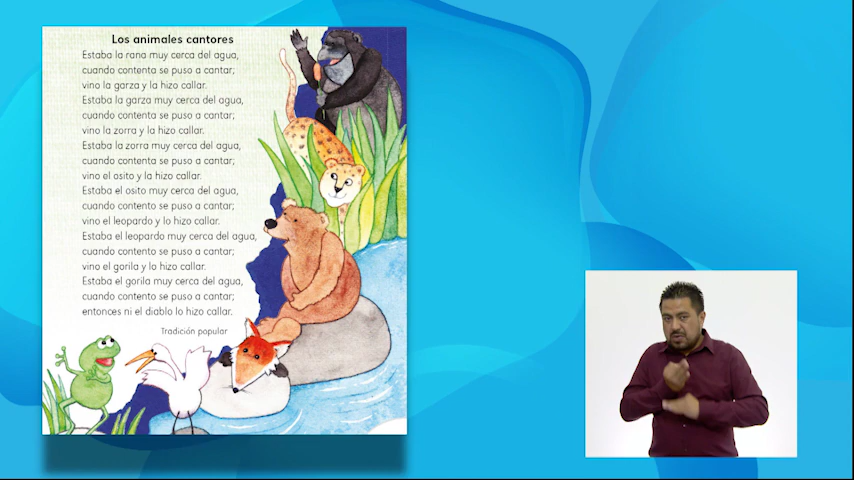 Los animales cantores
Estaba la rana muy cerca del agua,
cuando contenta se puso a cantar;
vino la garza y la hizo callar.
Estaba la garza muy cerca del agua,
cuando contenta se puso a cantar;
vino la zorra y la hizo callar.
Estaba la zorra muy cerca del agua,
cuando contenta se puso a cantar;
vino el osito y la hizo callar.
Estaba el osito muy cerca del agua,
cuando contento se puso a cantar;
vino el leopardo y lo hizo callar.
Estaba el leopardo muy cerca del agua,
cuando contento se puso a cantar;
vino el gorila y lo hizo callar.
Estaba el gorila muy cerca del agua,
cuando contento se puso a cantar;
entonces ni el diablo lo hizo callar.
Tradición popular